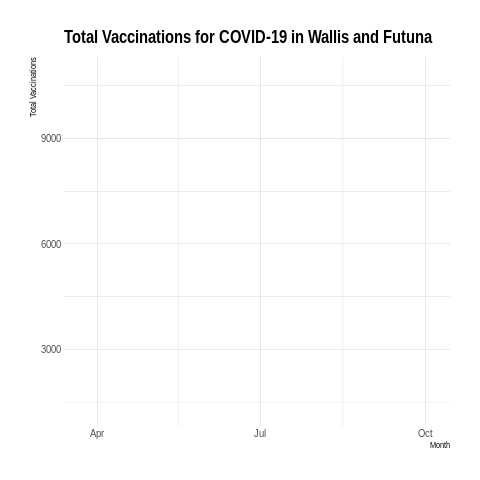 Total Vaccinations for COVID-19 in Wallis and Futuna
Total Vaccinations
9000
6000
3000
Apr Jul Oct
Month